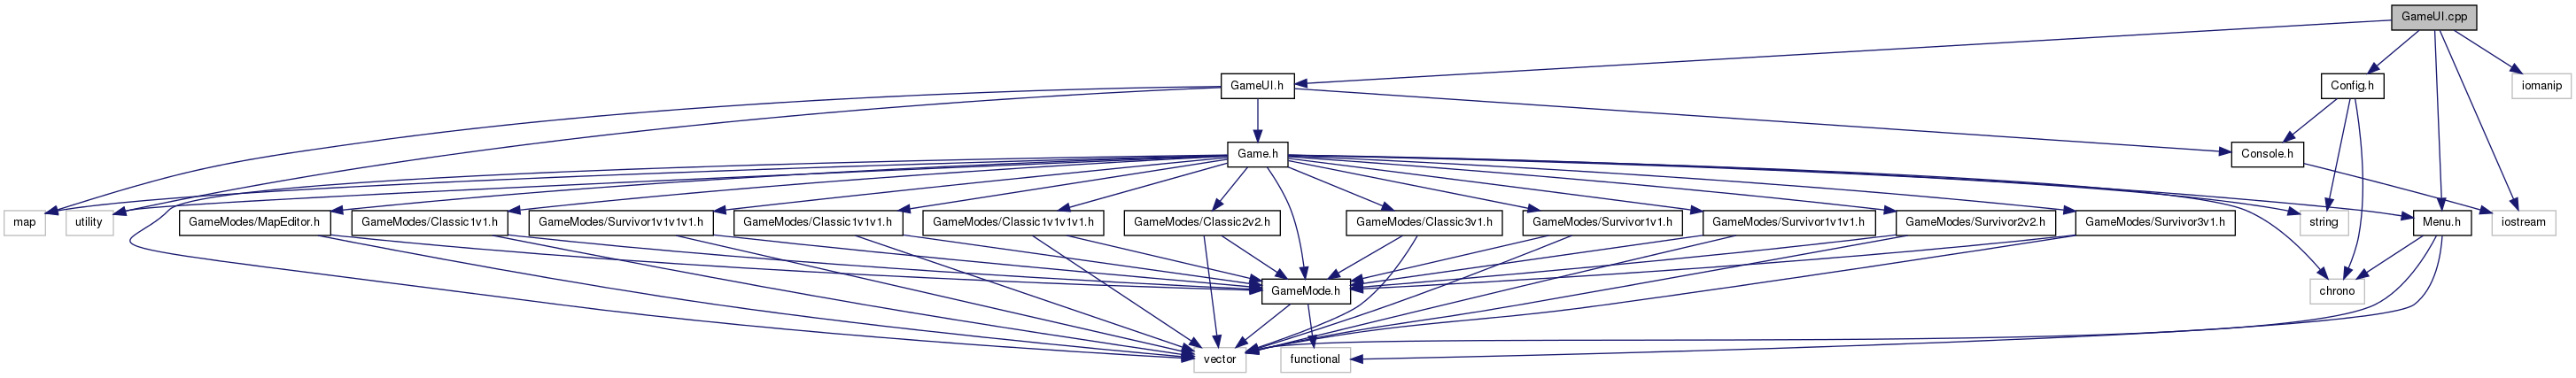 GameUI.cpp
GameUI.h
Config.h
iomanip
Game.h
Console.h
map
utility
GameModes/MapEditor.h
GameModes/Classic1v1.h
GameModes/Survivor1v1v1v1.h
GameModes/Classic1v1v1.h
GameModes/Classic1v1v1v1.h
GameModes/Classic2v2.h
GameModes/Classic3v1.h
GameModes/Survivor1v1.h
GameModes/Survivor1v1v1.h
GameModes/Survivor2v2.h
GameModes/Survivor3v1.h
string
Menu.h
iostream
GameMode.h
chrono
vector
functional